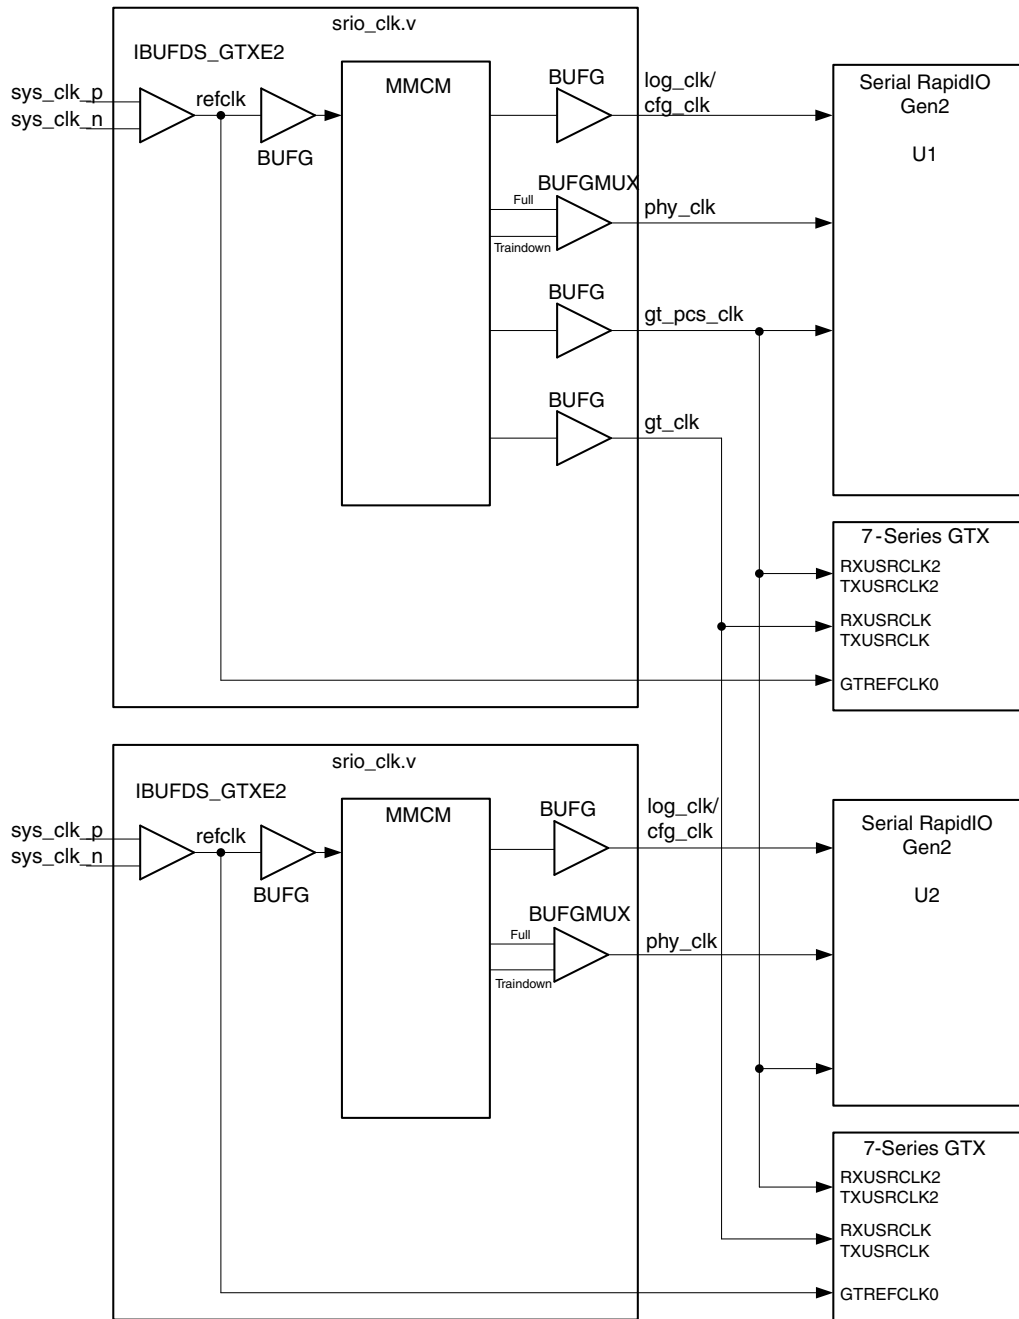 srio_clk.v
IBUFDS_GTXE2
sys_clk_p
sys_clk_n
refclk
BUFG
MMCM
BUFG
log_clk/
cfg_clk
BUFGMUX
Full
Traindown
phy_clk
BUFG
gt_pcs_clk
BUFG
gt_clk
Serial RapidIO
Gen2
U1
7-Series GTX
RXUSRCLK2
TXUSRCLK2
RXUSRCLK
TXUSRCLK
GTREFCLK0
srio_clk.v
IBUFDS_GTXE2
sys_clk_p
sys_clk_n
refclk
BUFG
MMCM
BUFG
log_clk/
cfg_clk
BUFGMUX
Full
Traindown
phy_clk
Serial RapidIO
Gen2
U2
7-Series GTX
RXUSRCLK2
TXUSRCLK2
RXUSRCLK
TXUSRCLK
GTREFCLK0